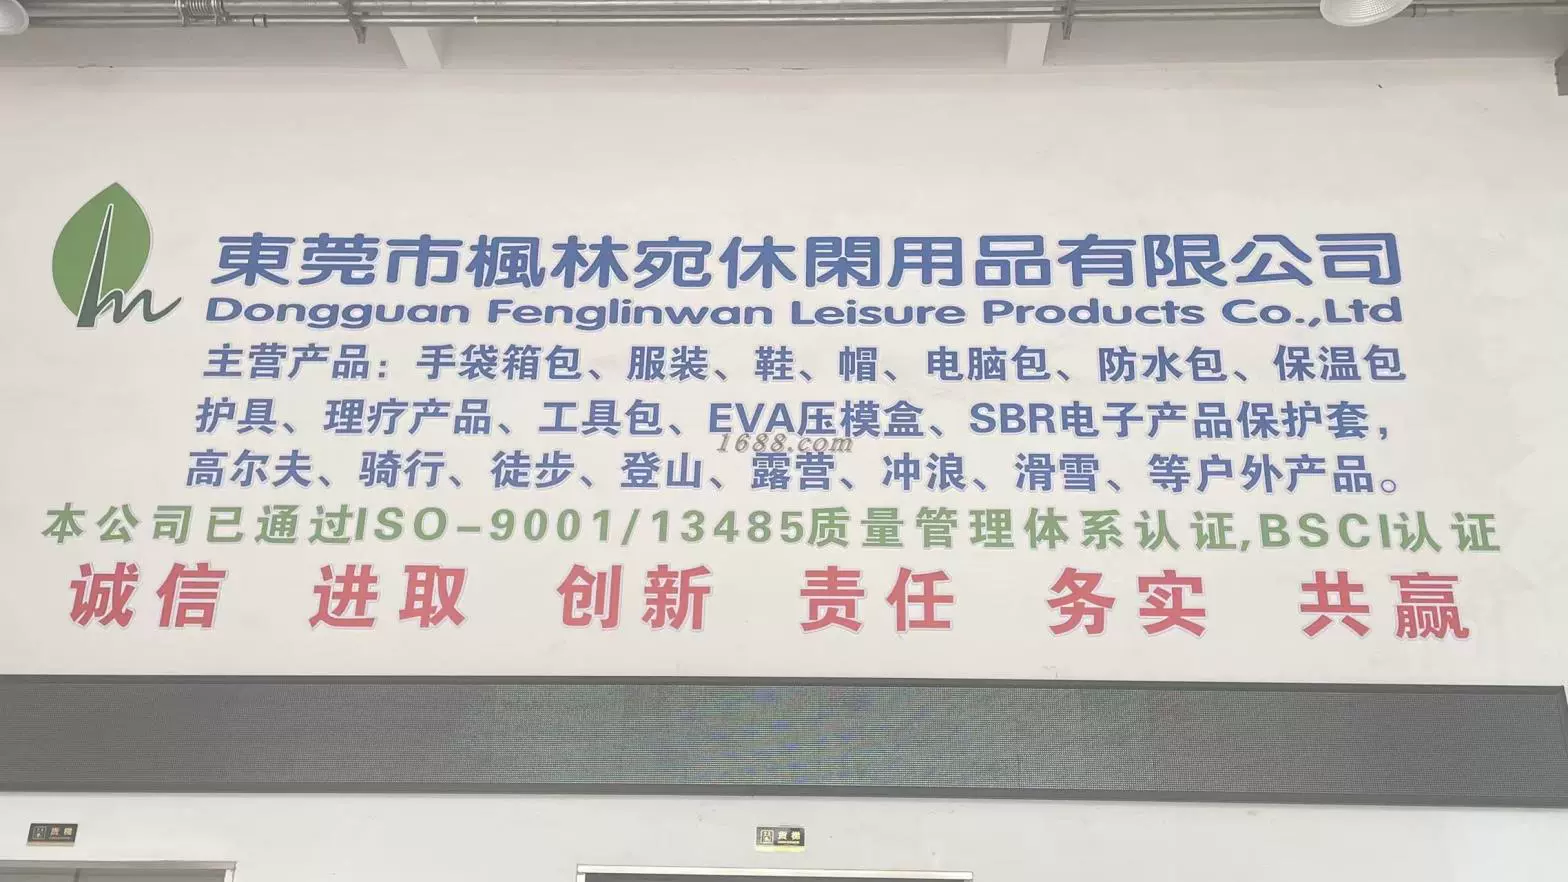 東莞市楓林宛休閑用品有限公司
Dongguan Fenglinwan Leisure Products Co.,Ltd
主营产品：手袋箱包、服装、鞋、帽、电脑包、防水包、保温包
护具、理疗产品、工具包、EVA压模盒、SBR电子产品保护套，
1688.com
高尔夫、骑行、徒步、登山、露营、冲浪、滑雪、等户外产品。
本公司已通过ISO-9001/13485质量管理体系认证,BSCI认证
诚信 进取 创新 责任 务实 共赢
货梯
货梯